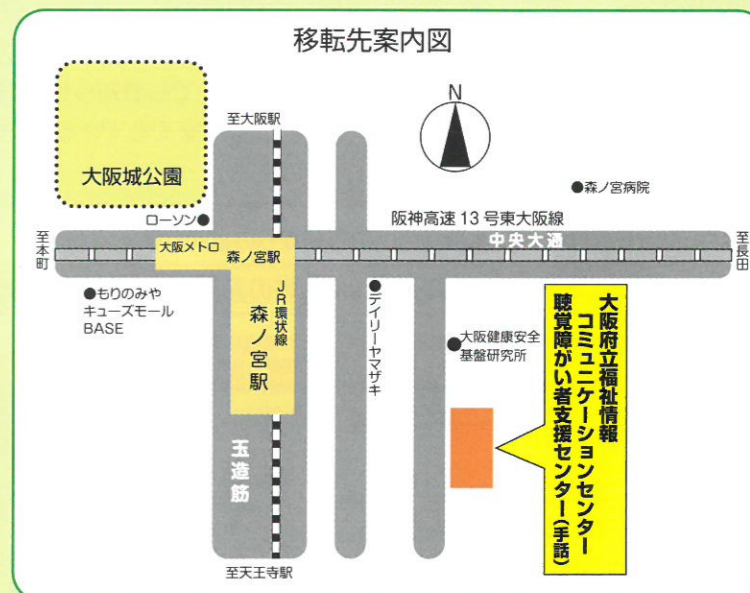 移転先案内図
N
至大阪駅
大阪城公園
●森ノ宮病院
ローソン●
阪神高速13号東大阪線
中央大通
至本町
至長田
大阪メトロ
森ノ宮駅
JR環状線
森ノ宮駅
●もりのみや
キューズモール
BASE
●デイリーヤマザキ
●大阪健康安全
基盤研究所
大阪府立福祉情報
コミュニケーションセンター
聴覚障がい者支援センター(手話)
玉造筋
至天王寺駅